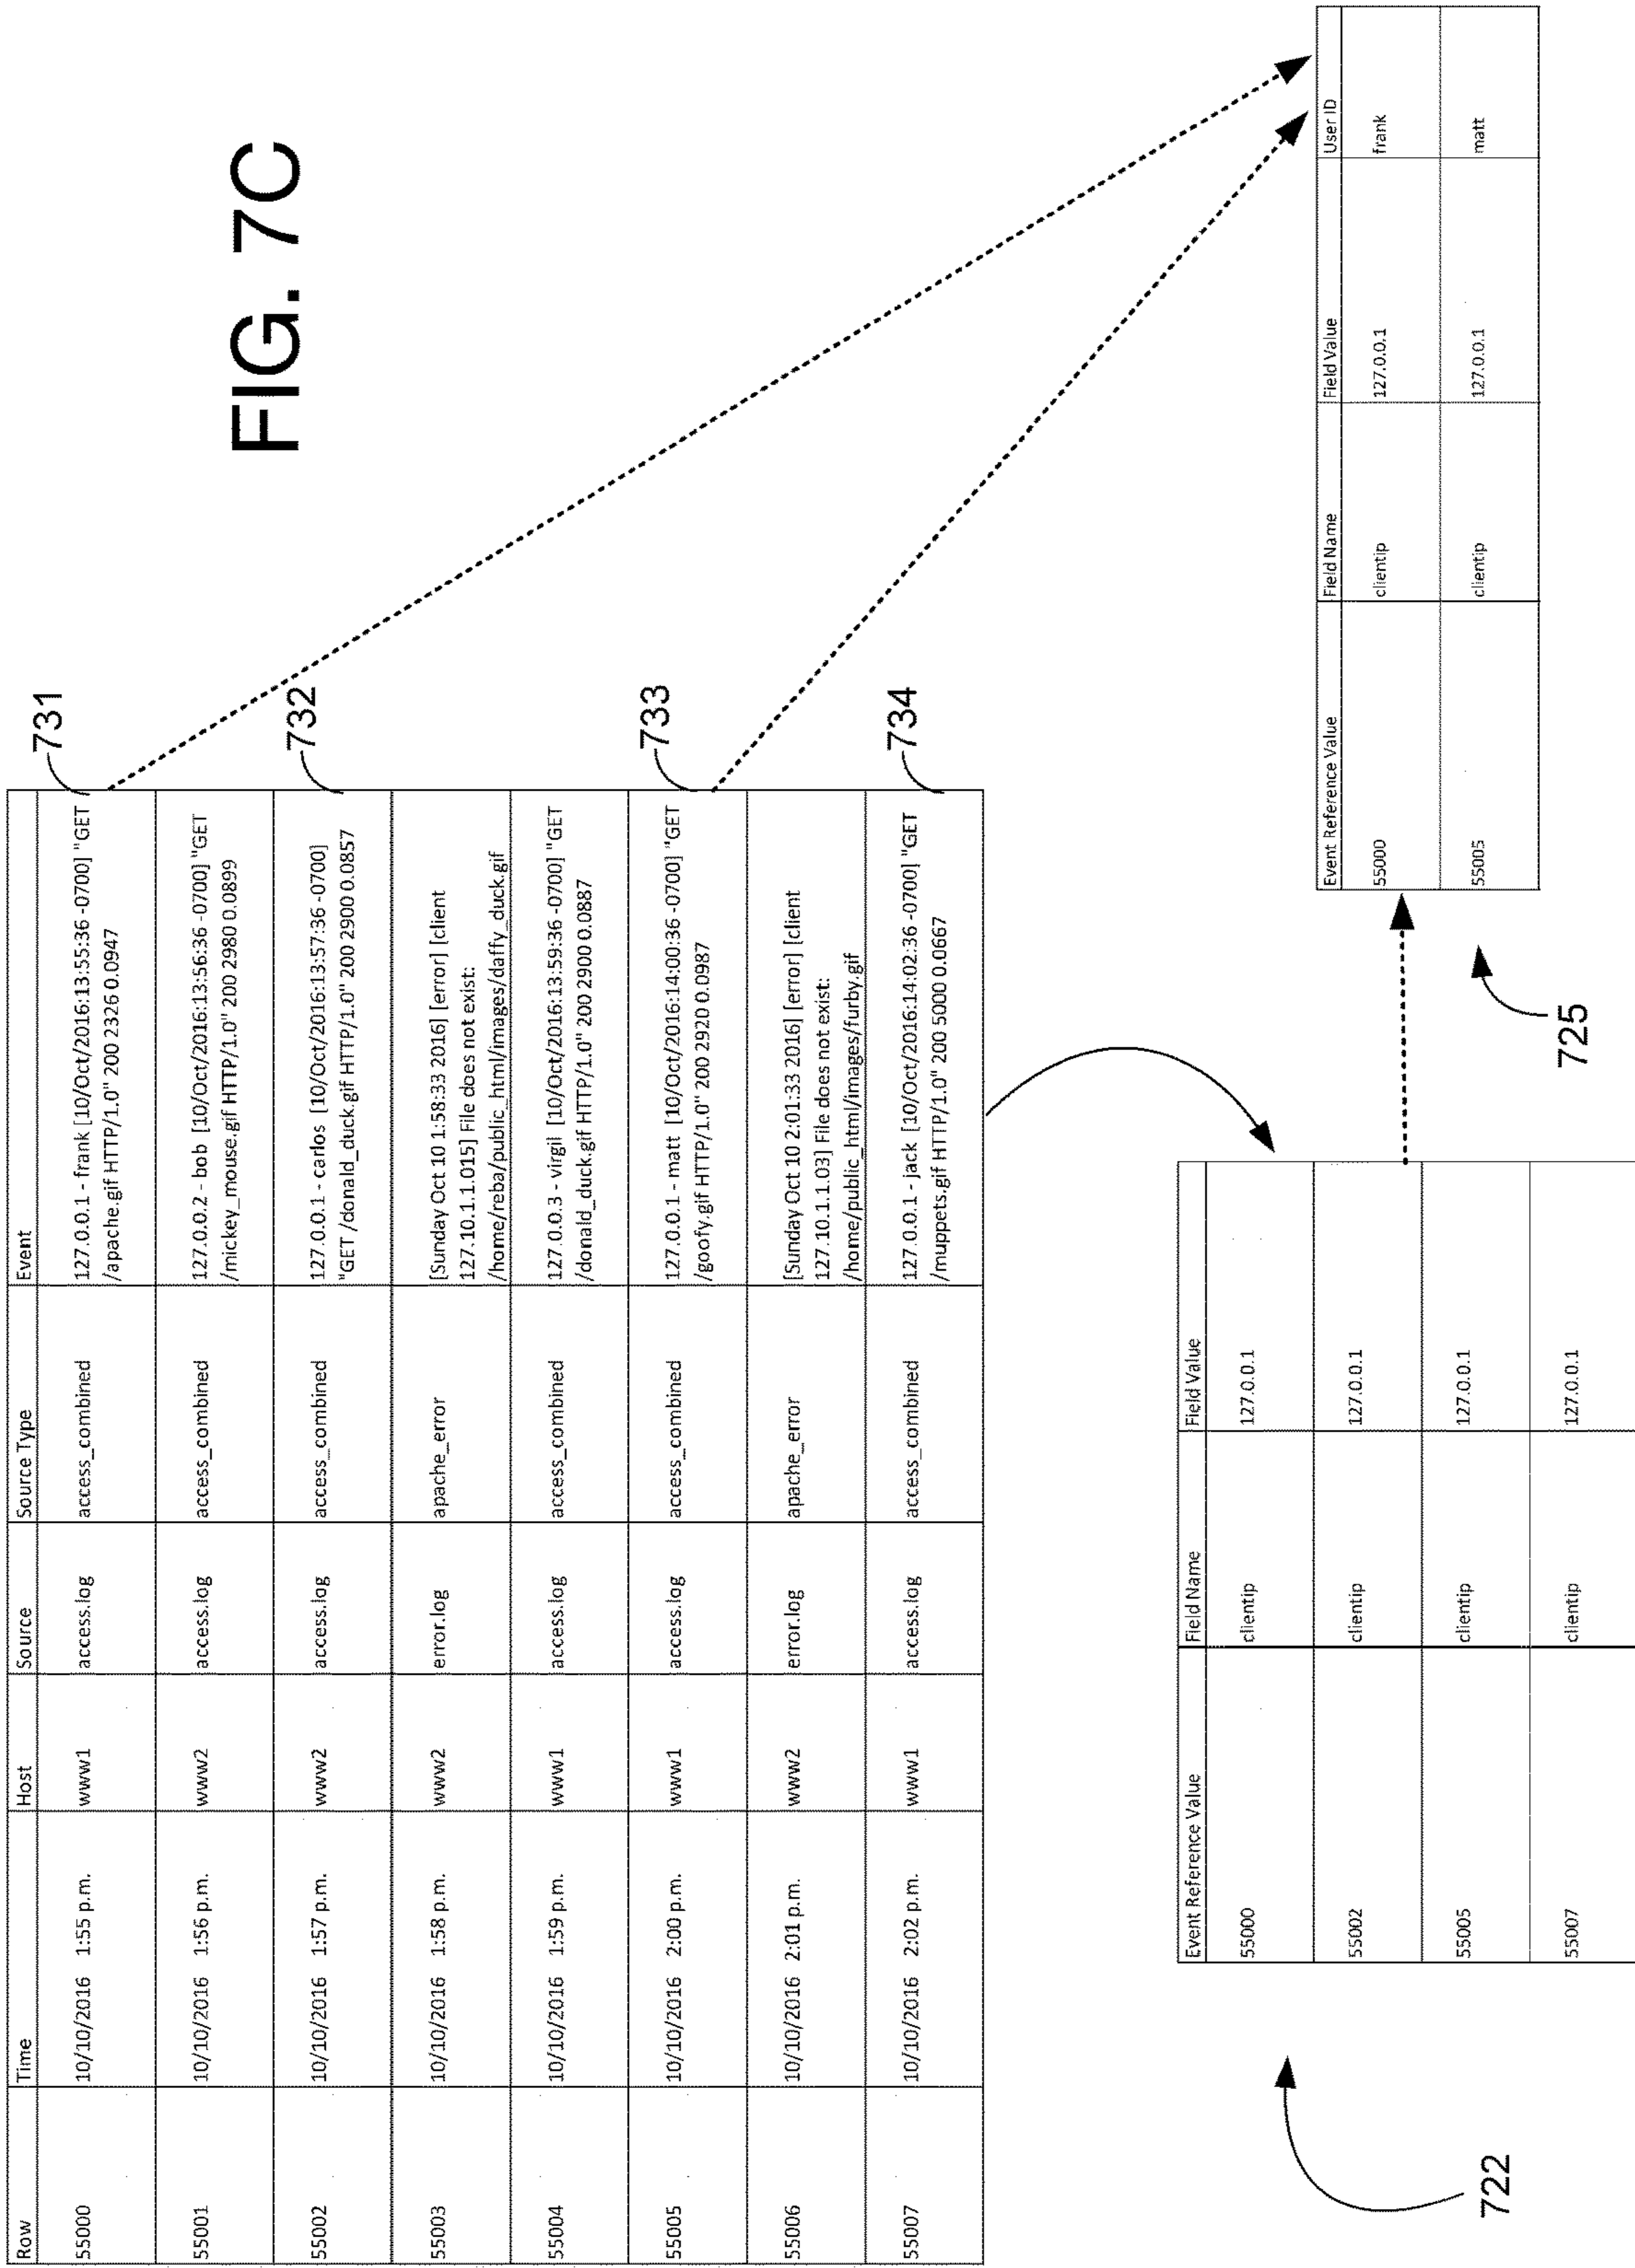 FIG. 7C
Row Time Host Source Source Type Event
55000 10/10/2016 1:55 p.m. www1 access.log access_combined 127.0.0.1 - frank [10/Oct/2016:13:55:36 -0700] "GET
/apache.gif HTTP/1.0" 200 2326 0.0947
731
55001 10/10/2016 1:56 p.m. www2 access.log access_combined 127.0.0.2 - bob [10/Oct/2016:13:56:36 -0700] "GET
/mickey_mouse.gif HTTP/1.0" 200 2980 0.0899
55002 10/10/2016 1:57 p.m. www2 access.log access_combined 127.0.0.1 - carlos [10/Oct/2016:13:57:36 -0700]
"GET /donald_duck.gif HTTP/1.0" 200 2900 0.0857
732
55003 10/10/2016 1:58 p.m. www2 error.log apache_error [Sunday Oct 10 1:58:33 2016] [error] [client
127.10.1.1.015] File does not exist:
/home/reba/public_html/images/daffy_duck.gif
55004 10/10/2016 1:59 p.m. www1 access.log access_combined 127.0.0.3 - virgil [10/Oct/2016:13:59:36 -0700] "GET
/donald_duck.gif HTTP/1.0" 200 2900 0.0887
55005 10/10/2016 2:00 p.m. www1 access.log access_combined 127.0.0.1 - matt [10/Oct/2016:14:00:36 -0700] "GET
/goofy.gif HTTP/1.0" 200 2920 0.0987
733
55006 10/10/2016 2:01 p.m. www2 error.log apache_error [Sunday Oct 10 2:01:33 2016] [error] [client
127.10.1.1.03] File does not exist:
/home/public_html/images/furby.gif
55007 10/10/2016 2:02 p.m. www1 access.log access_combined 127.0.0.1 - jack [10/Oct/2016:14:02:36 -0700] "GET
/muppets.gif HTTP/1.0" 200 5000 0.0667
734
722
Event Reference Value Field Name Field Value
55000 clientip 127.0.0.1
55002 clientip 127.0.0.1
55005 clientip 127.0.0.1
55007 clientip 127.0.0.1
725
Event Reference Value Field Name Field Value User ID
55000 clientip 127.0.0.1 frank
55005 clientip 127.0.0.1 matt